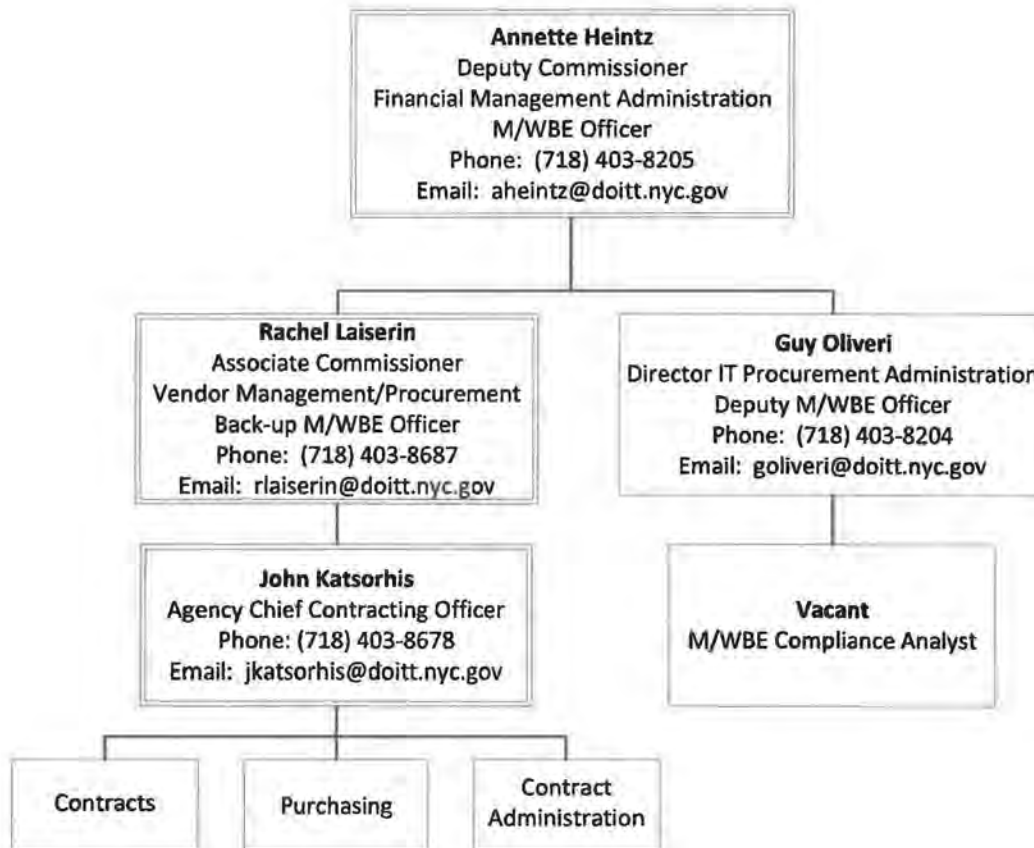 Annette Heintz
Deputy Commissioner
Financial Management Administration
M/WBE Officer
Phone: (718) 403-8205
Email: aheintz@doitt.nyc.gov
Rachel Laiserin
Associate Commissioner
Vendor Management/Procurement
Back-up M/WBE Officer
Phone: (718) 403-8687
Email: rlaiserin@doitt.nyc.gov
Guy Oliveri
Director IT Procurement Administration
Deputy M/WBE Officer
Phone: (718) 403-8204
Email: goliveri@doitt.nyc.gov
John Katsorhis
Agency Chief Contracting Officer
Phone: (718) 403-8678
Email: jkatsorhis@doitt.nyc.gov
Vacant
M/WBE Compliance Analyst
Contracts
Purchasing
Contract
Administration